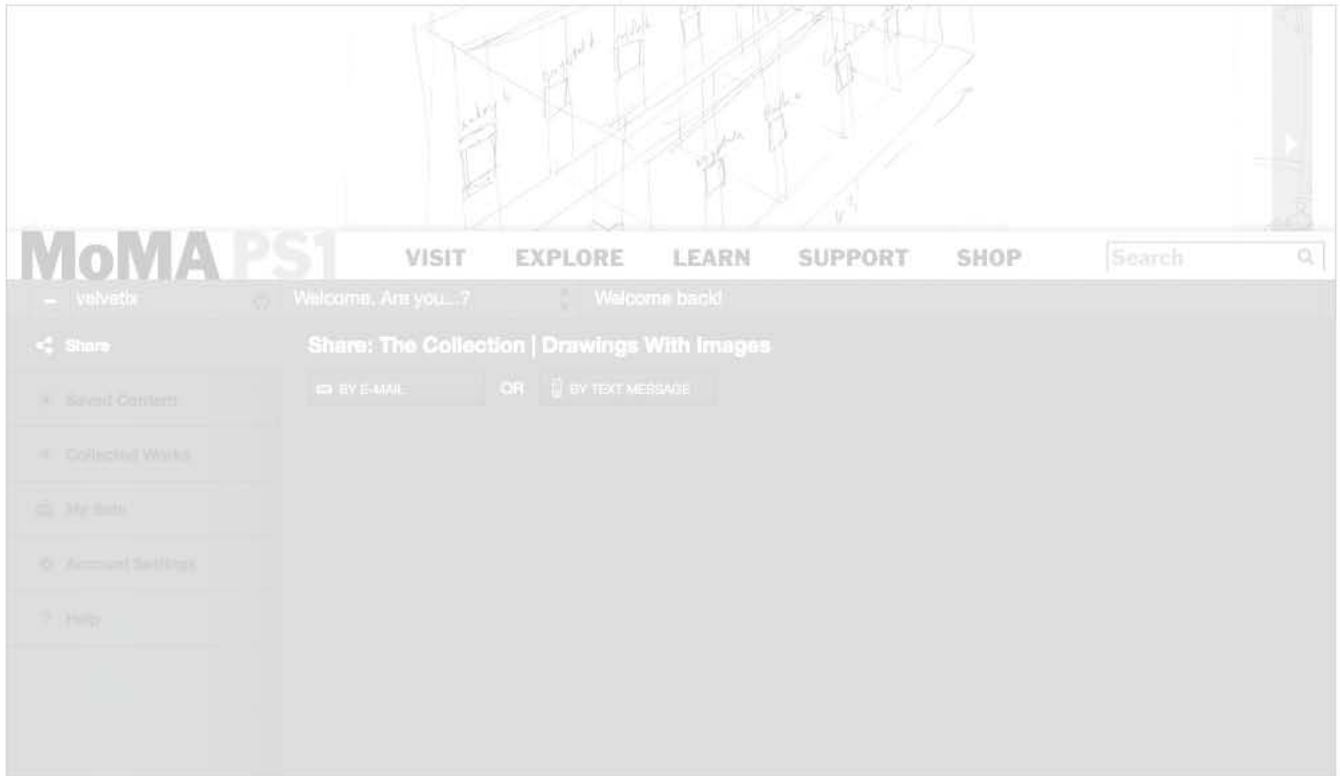 MoMA PS1
VISIT EXPLORE LEARN SUPPORT SHOP
Search
velvetix
Welcome. Are you...?
Welcome back!
Share
Share: The Collection | Drawings With Images
BY E-MAIL OR BY TEXT MESSAGE
Saved Content
Collected Works
My Sets
Account Settings
? Help